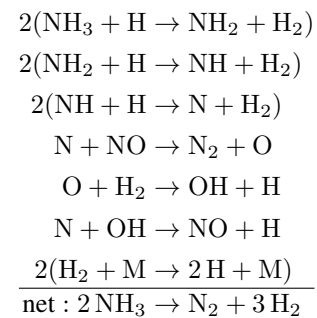 2(NH₃ + H → NH₂ + H₂)
2(NH₂ + H → NH + H₂)
2(NH + H → N + H₂)
N + NO → N₂ + O
O + H₂ → OH + H
N + OH → NO + H
2(H₂ + M → 2 H + M)
net : 2 NH₃ → N₂ + 3 H₂